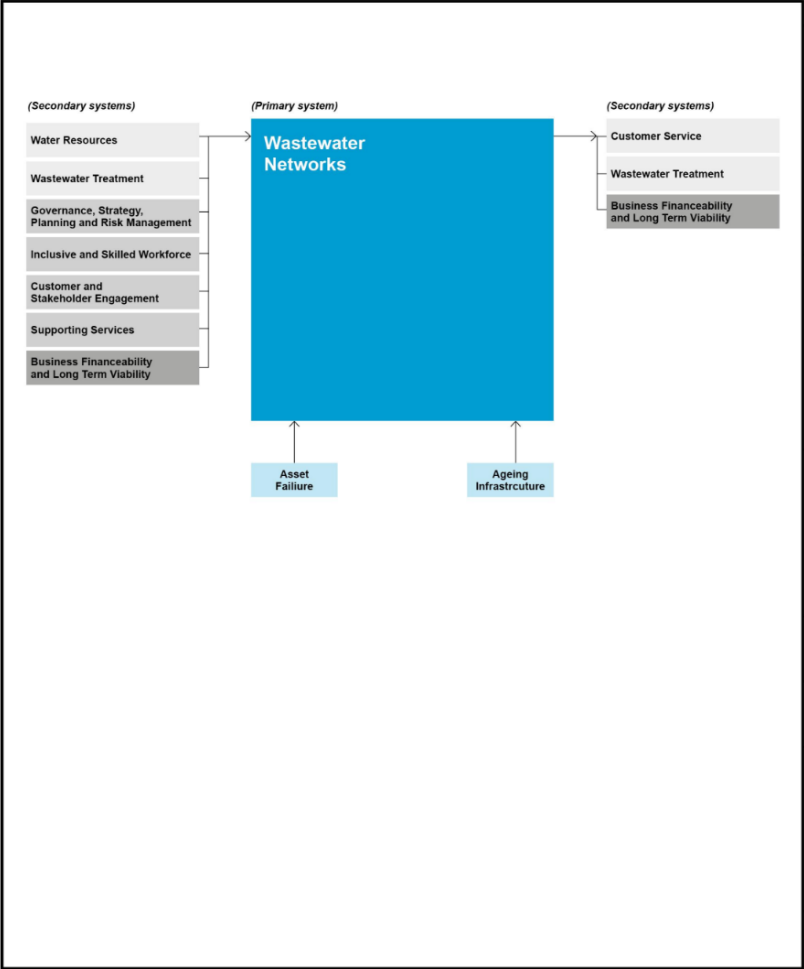 (Secondary systems)
Water Resources
Wastewater Treatment
Governance, Strategy,
Planning and Risk Management
Inclusive and Skilled Workforce
Customer and
Stakeholder Engagement
Supporting Services
Business Financeability
and Long Term Viability
(Primary system)
Wastewater
Networks
Asset
Failiure
Ageing
Infrastrcuture
(Secondary systems)
Customer Service
Wastewater Treatment
Business Financeability
and Long Term Viability